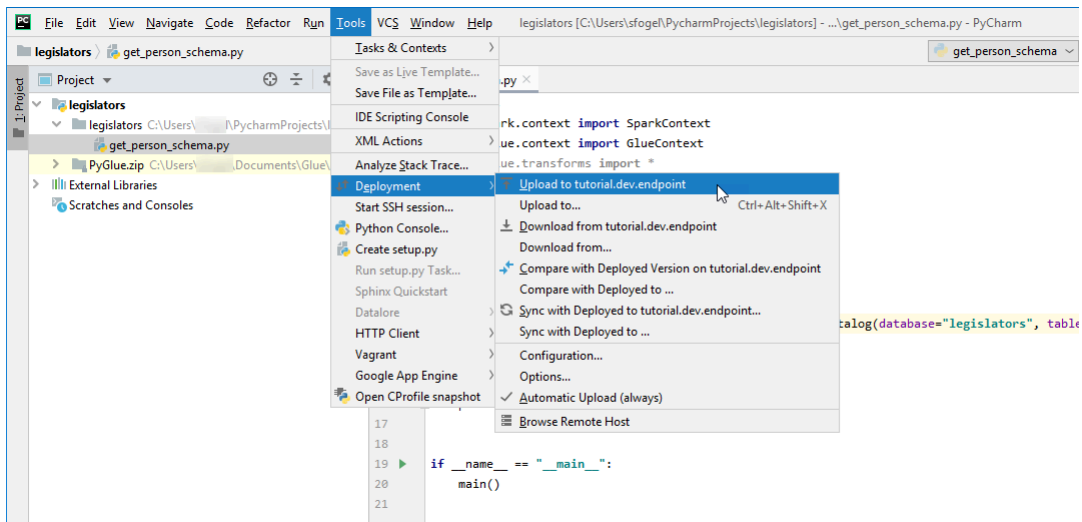 PC File Edit View Navigate Code Refactor Run Tools VCS Window Help legislators [C:\Users\sfogel\PycharmProjects\legislators] - ...\get_person_schema.py - PyCharm
legislators get_person_schema.py
get_person_schema
1: Project
Project
legislators
legislators C:\Users\ l\PycharmProjects\
get_person_schema.py
PyGlue.zip C:\Users\ .Documents\Glue\
External Libraries
Scratches and Consoles
Tasks & Contexts
Save as Live Template...
Save File as Template...
IDE Scripting Console
XML Actions
Analyze Stack Trace...
Deployment
Start SSH session...
Python Console...
Create setup.py
Run setup.py Task...
Sphinx Quickstart
Datalore
HTTP Client
Vagrant
Google App Engine
Open CProfile snapshot
Upload to tutorial.dev.endpoint
Upload to... Ctrl+Alt+Shift+X
Download from tutorial.dev.endpoint
Download from...
Compare with Deployed Version on tutorial.dev.endpoint
Compare with Deployed to ...
Sync with Deployed to tutorial.dev.endpoint...
Sync with Deployed to ...
Configuration...
Options...
Automatic Upload (always)
Browse Remote Host
.py
rk.context import SparkContext
ue.context import GlueContext
ue.transforms import *
talog(database="legislators", table
17
18
19 if __name__ == "__main__":
20 main()
21